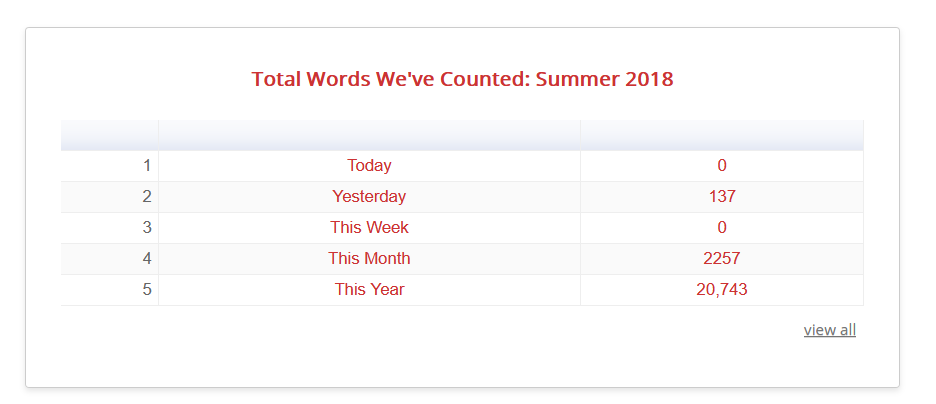 Total Words We've Counted: Summer 2018
1 Today 0
2 Yesterday 137
3 This Week 0
4 This Month 2257
5 This Year 20,743
view all